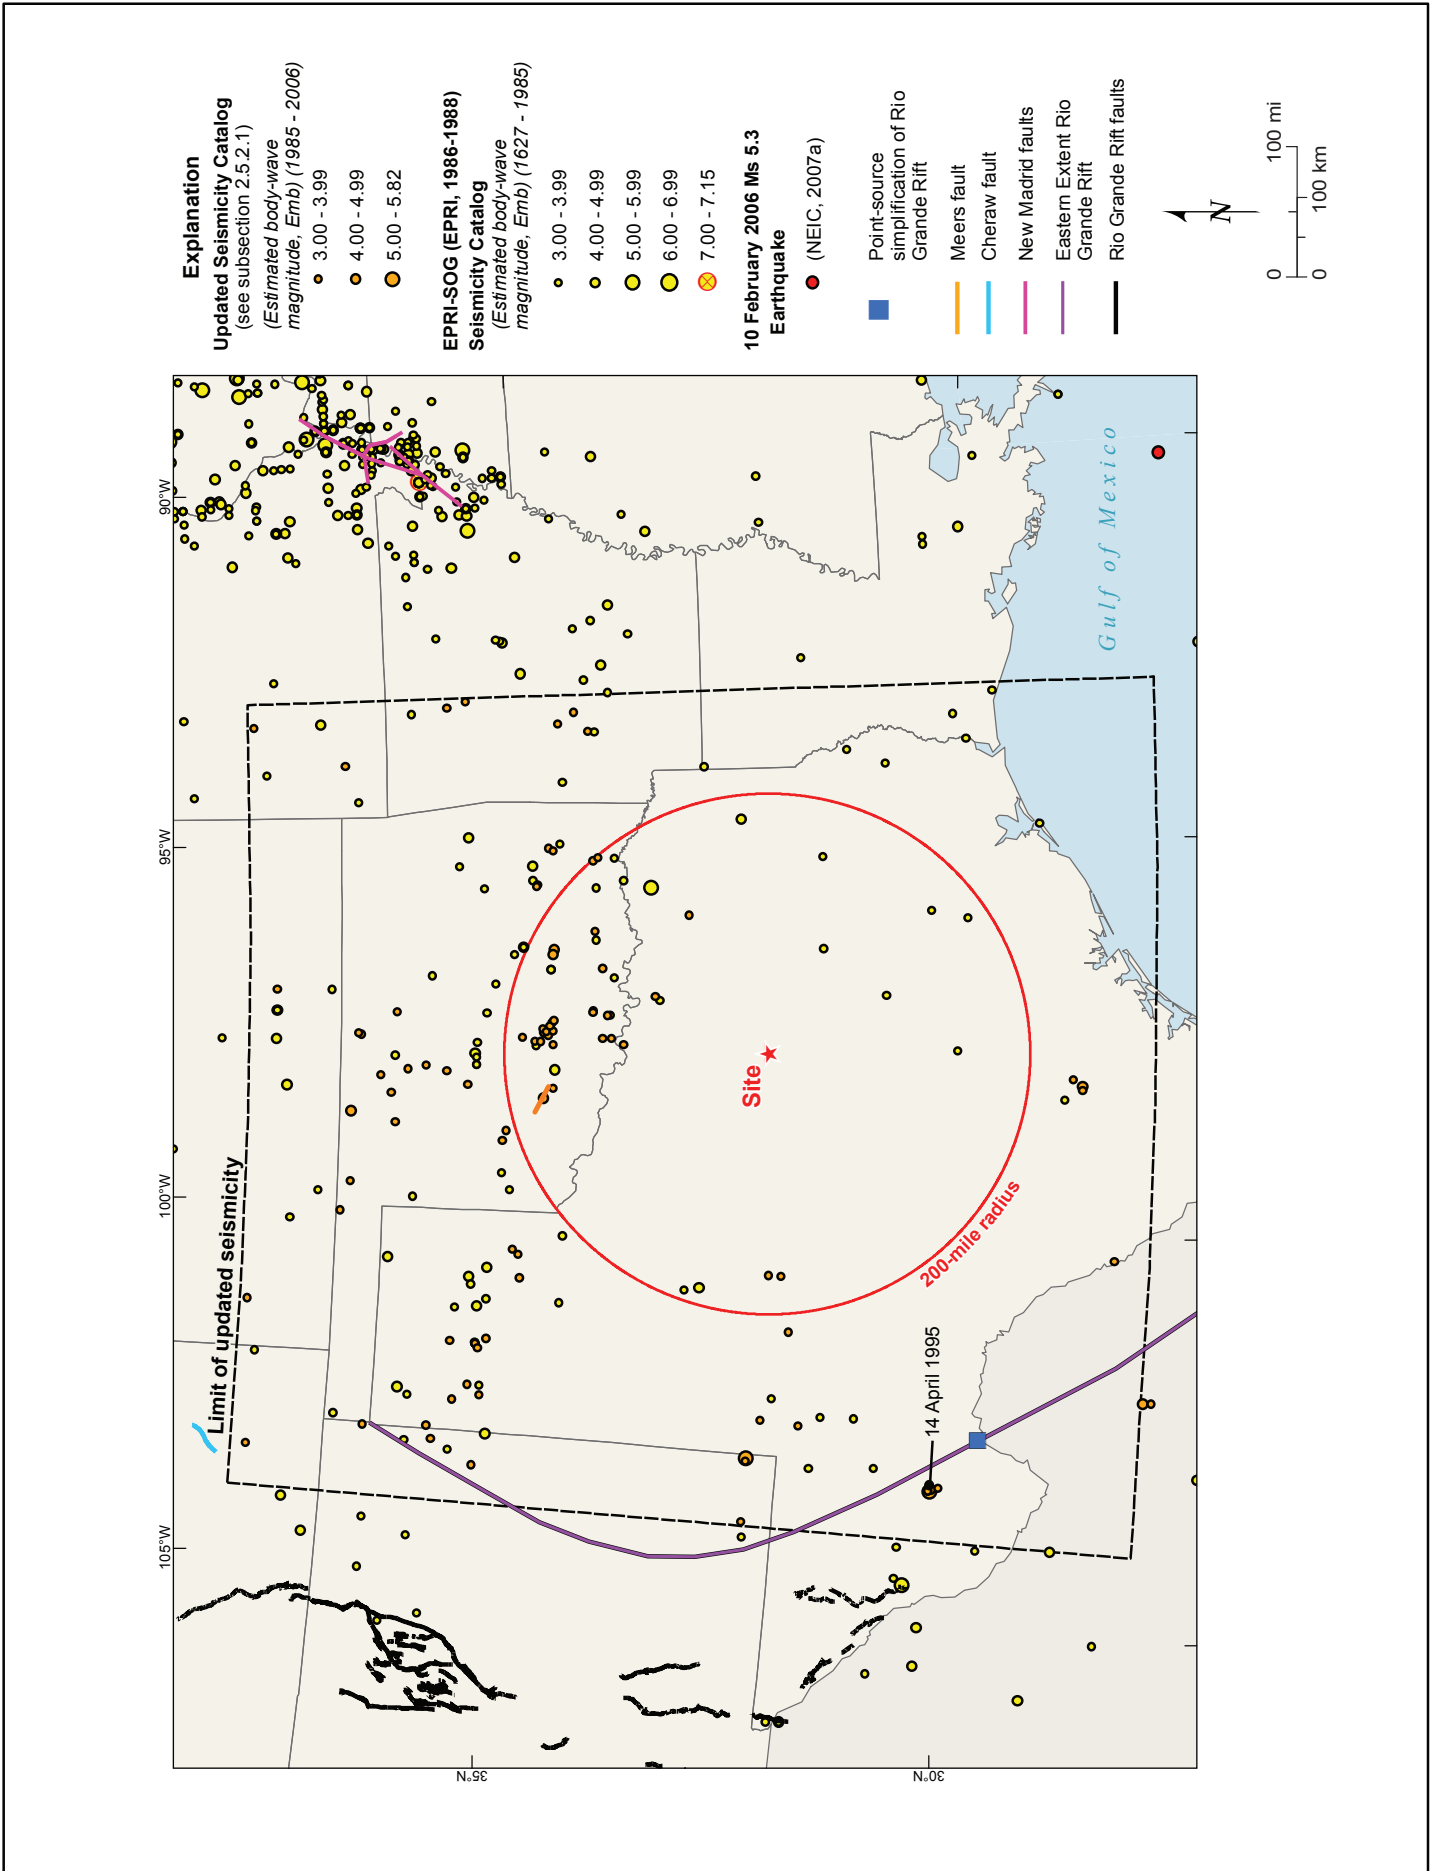 Explanation
Updated Seismicity Catalog
(see subsection 2.5.2.1)
(Estimated body-wave
magnitude, Emb) (1985 - 2006)
3.00 - 3.99
4.00 - 4.99
5.00 - 5.82
EPRI-SOG (EPRI, 1986-1988)
Seismicity Catalog
(Estimated body-wave
magnitude, Emb) (1627 - 1985)
3.00 - 3.99
4.00 - 4.99
5.00 - 5.99
6.00 - 6.99
7.00 - 7.15
10 February 2006 Ms 5.3
Earthquake
(NEIC, 2007a)
Point-source
simplification of Rio
Grande Rift
Meers fault
Cheraw fault
New Madrid faults
Eastern Extent Rio
Grande Rift
Rio Grande Rift faults
N
0 100 mi
0 100 km
105°W
100°W
95°W
90°W
35°N
30°N
Limit of updated seismicity
Site
200-mile radius
14 April 1995
Gulf of Mexico